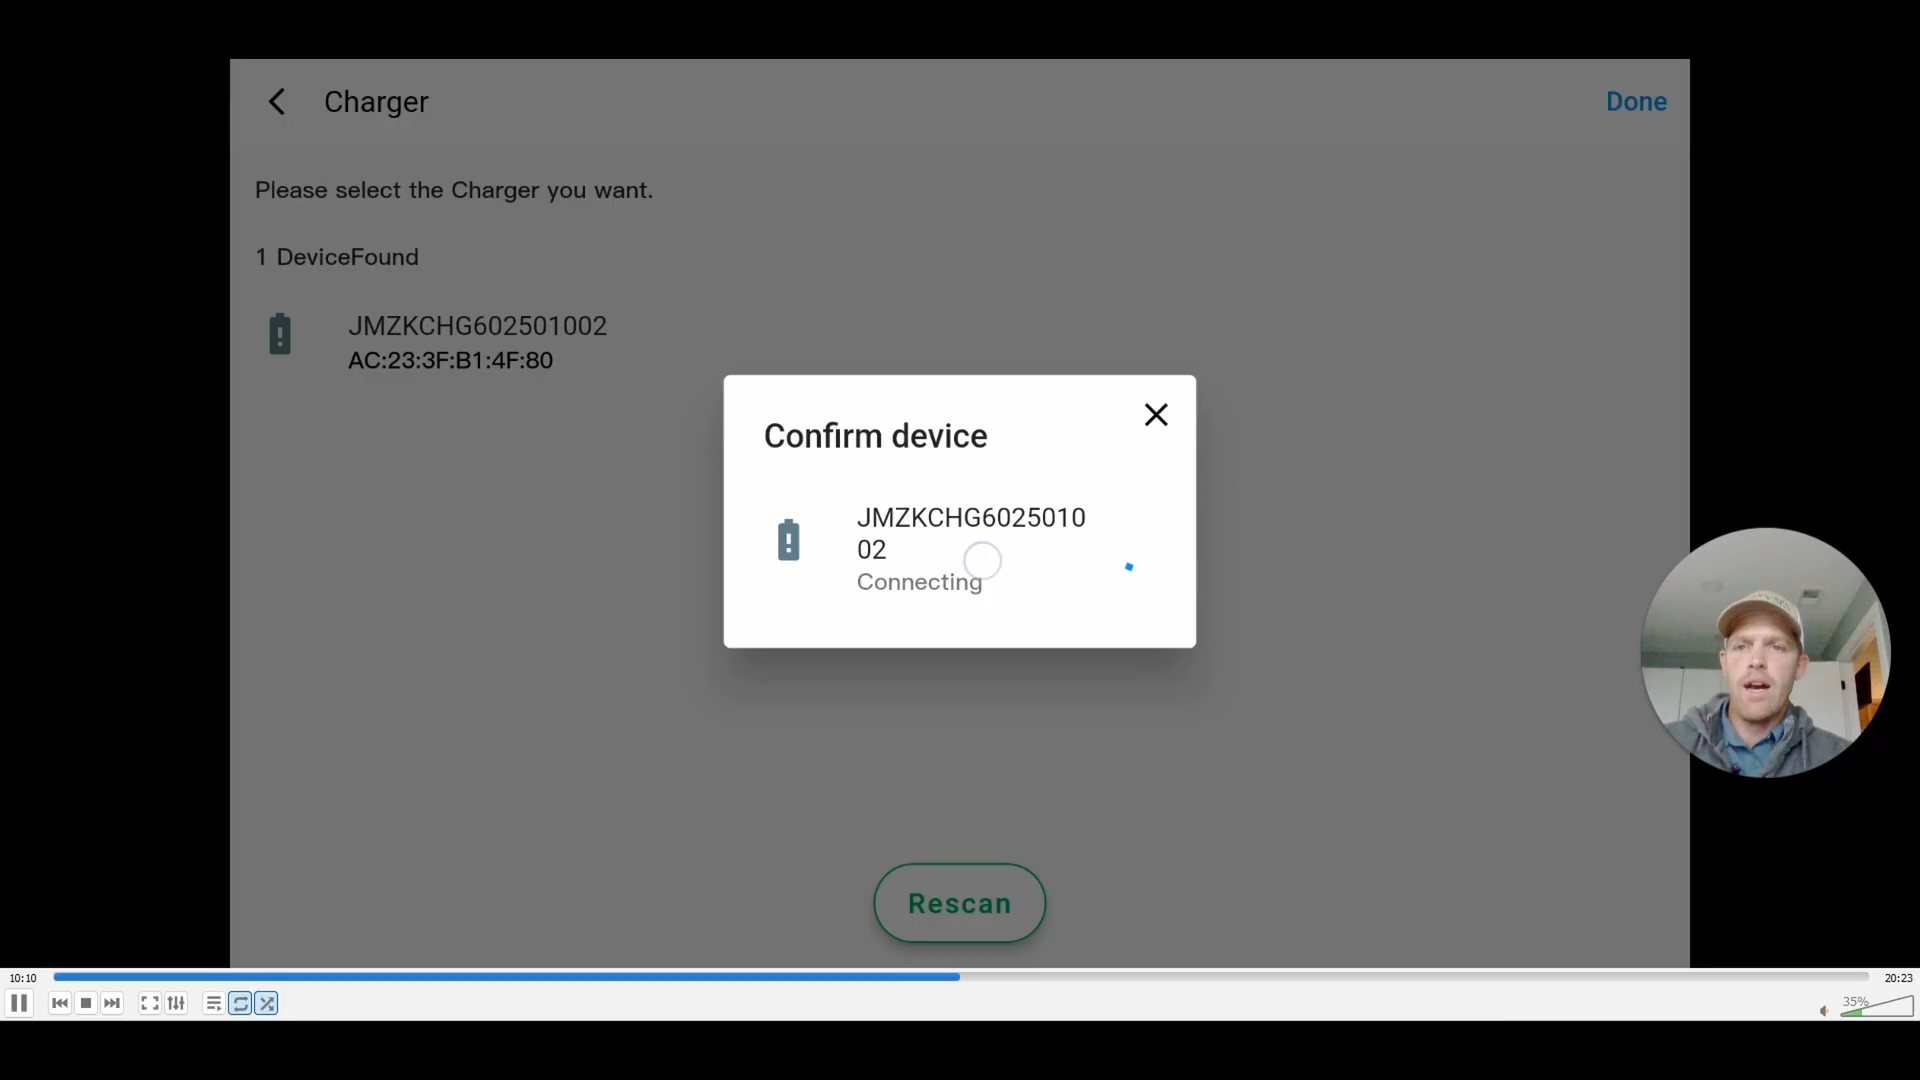 Charger
Done
Please select the Charger you want.
1 DeviceFound
JMZKCHG602501002
AC:23:3F:B1:4F:80
Confirm device
JMZKCHG6025010
02
Connecting
Rescan
10:10
20:23
35%